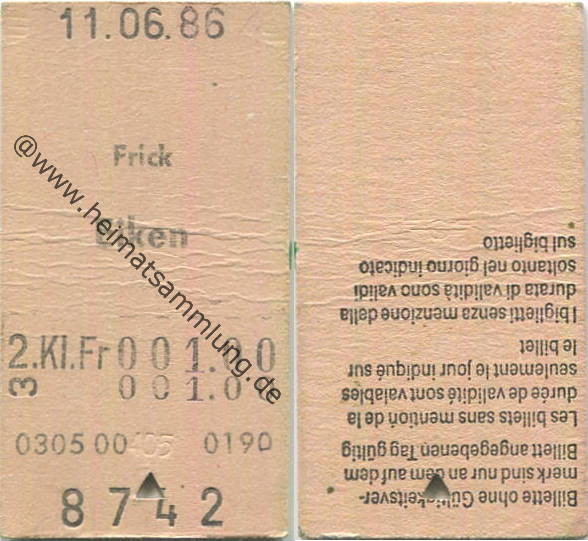 11.06.86
Frick
Eiken
2.Kl.Fr 001.00
3 001.00
0305 00405 0190
8742
@www.heimatsammlung.de
Billette ohne Gültigkeitsver-
merk sind nur an dem auf dem
Billett angegebenen Tag gültig
Les billets sans mention de la
durée de validité sont valables
seulement le jour indiqué sur
le billet
I biglietti senza menzione della
durata di validità sono validi
soltanto nel giorno indicato
sul biglietto